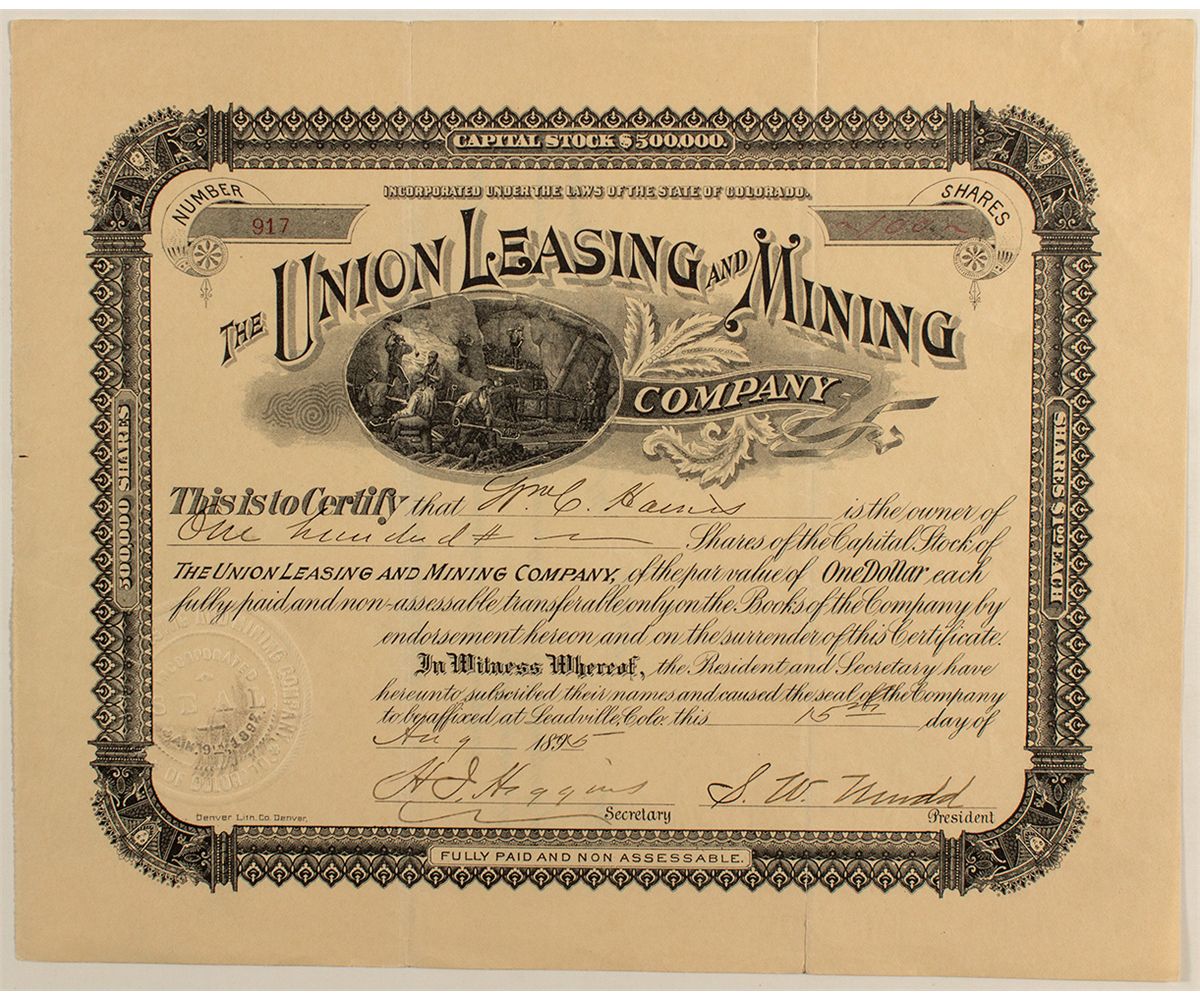 CAPITAL STOCK $500,000.
INCORPORATED UNDER THE LAWS OF THE STATE OF COLORADO.
NUMBER
917
SHARES
100
THE UNION LEASING AND MINING
COMPANY
500000 SHARES
SHARES $1.00 EACH
This is to Certify that Wm C. Haines is the owner of
One hundred Shares of the Capital Stock of
THE UNION LEASING AND MINING COMPANY, of the par value of One Dollar each
fully paid and non-assessable transferable only on the Books of the Company by
endorsement hereon and on the surrender of this Certificate.
In Witness Whereof, the President and Secretary have
hereunto subscribed their names and caused the seal of the Company
to be affixed at Leadville, Colo. this 15th day of
Aug 1895
H. I. Higgins
S. W. Mudd
Secretary
President
Denver Lith. Co. Denver.
FULLY PAID AND NON ASSESSABLE.